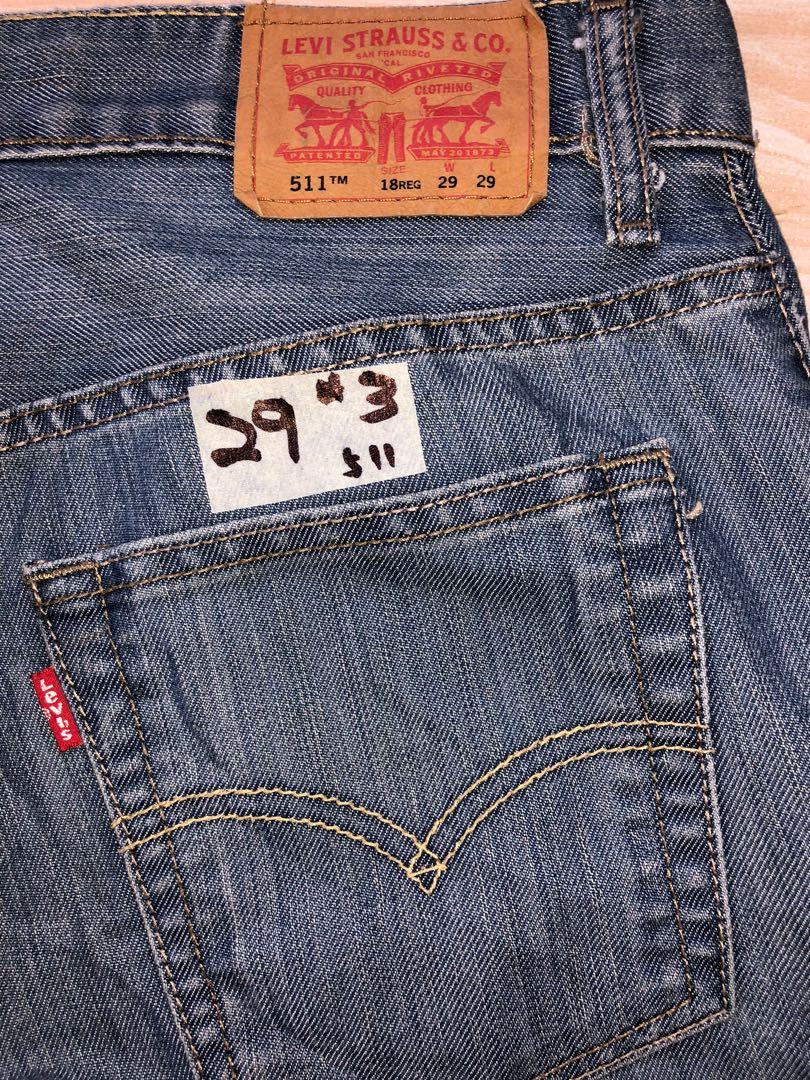 LEVI STRAUSS & CO.
SAN FRANCISCO
CAL.
ORIGINAL RIVETED
QUALITY CLOTHING
PATENTED MAY 20 1873
SIZE W L
511™ 18REG 29 29
29 #3
511
Levi's